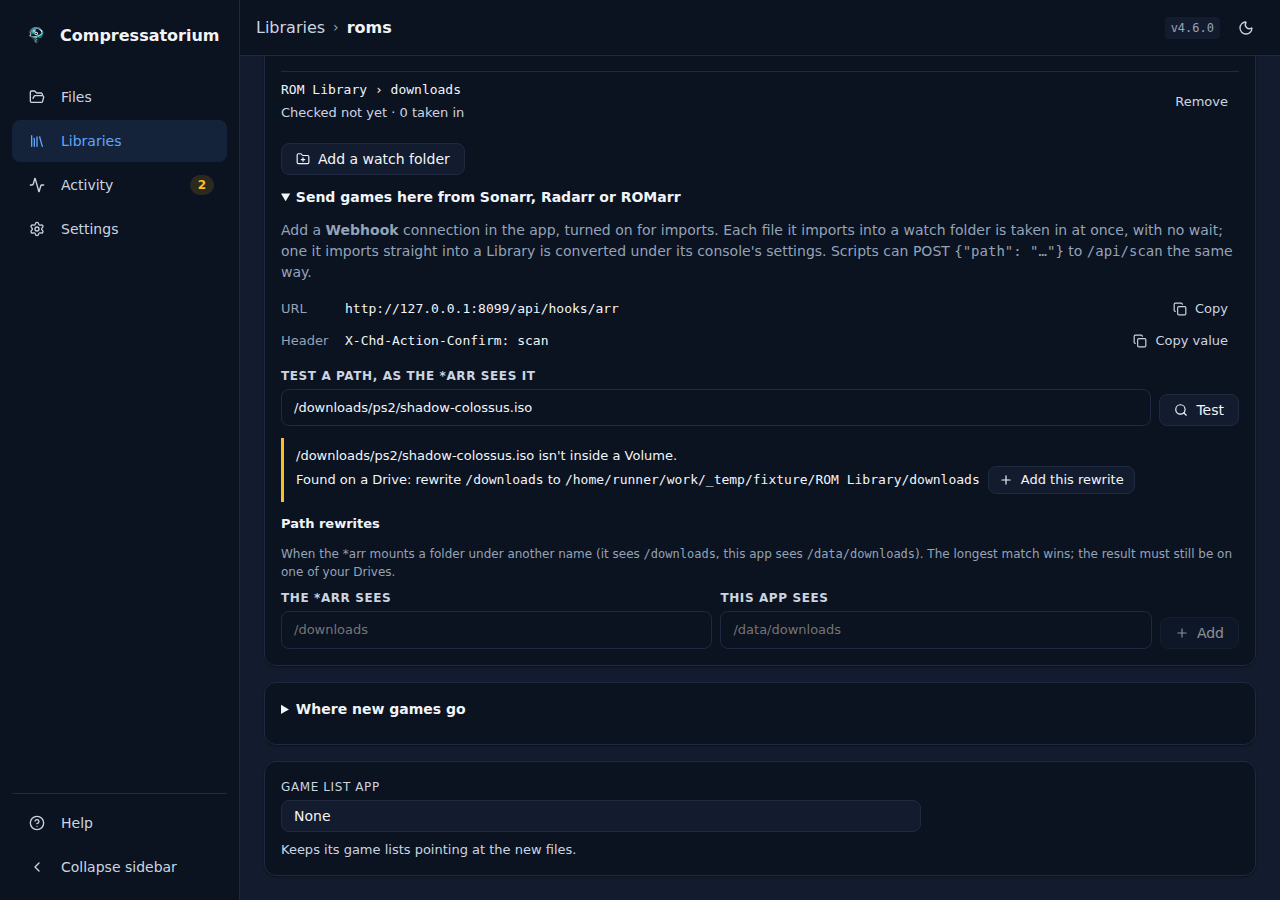 Compressatorium
Libraries › roms
v4.6.0
Files
Libraries
Activity
2
Settings
Help
Collapse sidebar
ROM Library › downloads
Checked not yet · 0 taken in
Remove
Add a watch folder
Send games here from Sonarr, Radarr or ROMarr
Add a Webhook connection in the app, turned on for imports. Each file it imports into a watch folder is taken in at once, with no wait;
one it imports straight into a Library is converted under its console's settings. Scripts can POST {"path": "…"} to /api/scan the same
way.
URL http://127.0.0.1:8099/api/hooks/arr Copy
Header X-Chd-Action-Confirm: scan Copy value
TEST A PATH, AS THE *ARR SEES IT
/downloads/ps2/shadow-colossus.iso
Test
/downloads/ps2/shadow-colossus.iso isn't inside a Volume.
Found on a Drive: rewrite /downloads to /home/runner/work/_temp/fixture/ROM Library/downloads Add this rewrite
Path rewrites
When the *arr mounts a folder under another name (it sees /downloads, this app sees /data/downloads). The longest match wins; the result must still be on
one of your Drives.
THE *ARR SEES THIS APP SEES
/downloads /data/downloads Add
Where new games go
GAME LIST APP
None
Keeps its game lists pointing at the new files.